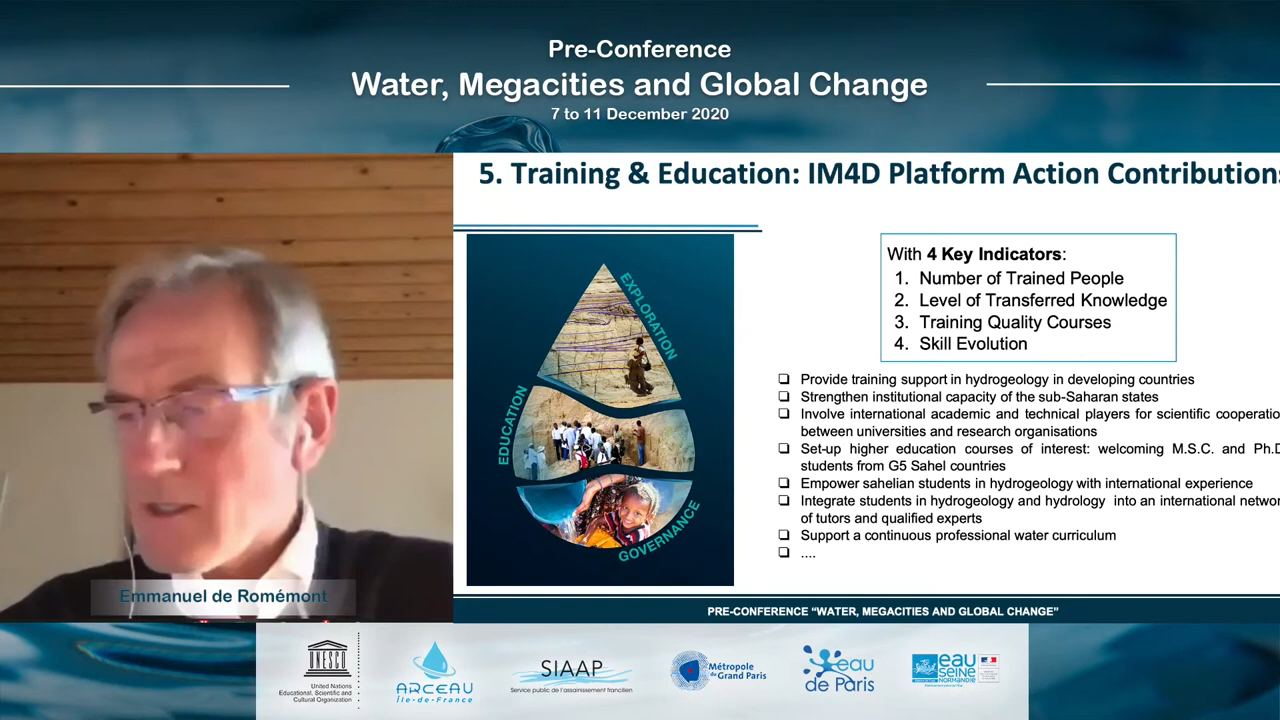 Pre-Conference
Water, Megacities and Global Change
7 to 11 December 2020
5. Training & Education: IM4D Platform Action Contributions
EXPLORATION
EDUCATION
GOVERNANCE
With 4 Key Indicators:
1. Number of Trained People
2. Level of Transferred Knowledge
3. Training Quality Courses
4. Skill Evolution
❑ Provide training support in hydrogeology in developing countries
❑ Strengthen institutional capacity of the sub-Saharan states
❑ Involve international academic and technical players for scientific cooperatio
between universities and research organisations
❑ Set-up higher education courses of interest: welcoming M.S.C. and Ph.D
students from G5 Sahel countries
❑ Empower sahelian students in hydrogeology with international experience
❑ Integrate students in hydrogeology and hydrology into an international networ
of tutors and qualified experts
❑ Support a continuous professional water curriculum
❑ ....
Emmanuel de Romémont
PRE-CONFERENCE “WATER, MEGACITIES AND GLOBAL CHANGE”
UNESCO
United Nations
Educational, Scientific and
Cultural Organization
ARCEAU
Île-de-France
SIAAP
Service public de l'assainissement francilien
Métropole
du Grand Paris
eau
de Paris
eau
SEINE
NORMANDIE